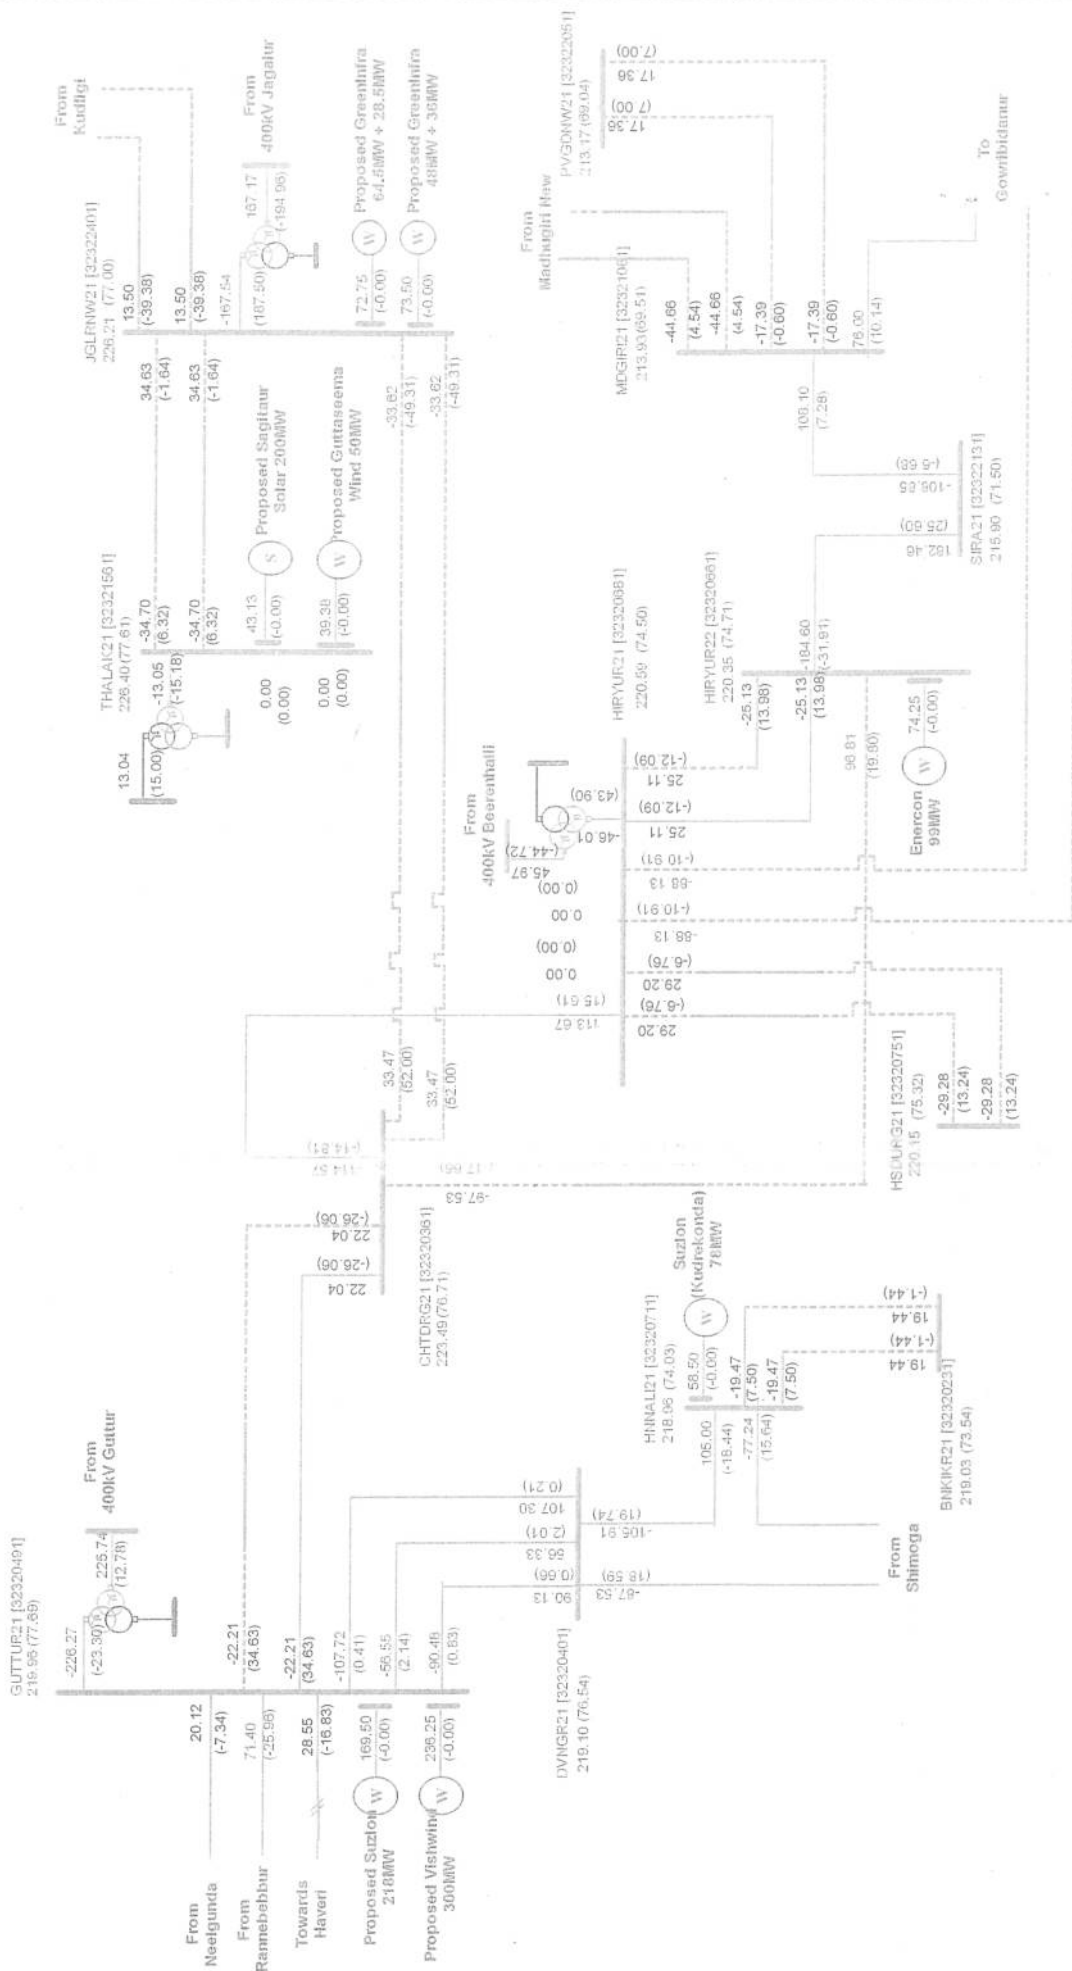 GUTTUR21 [32320491]
219.96 (77.69)
-226.27
(-23.30)
225.74
(12.78)
From
400kV Guttur
From
Neelgunda
20.12
(-7.34)
From
Rannebebbur
71.40
(-25.96)
Towards
Haveri
28.55
(-16.83)
Proposed Suzlon
218MW
W
169.50
(-0.00)
Proposed Vishwind
300MW
W
236.25
(-0.00)
-22.21
(34.63)
-22.21
(34.63)
-107.72
(0.41)
-56.55
(2.14)
-90.48
(0.83)
DVNGR21 [32320401]
219.10 (76.54)
90.13
(0.66)
56.33
(2.01)
107.30
(0.21)
-87.53
(18.59)
-105.91
(19.74)
From
Shimoga
HNNALI21 [32320711]
218.96 (74.03)
105.00
(-18.44)
-77.24
(15.64)
58.50
(-0.00)
W
Suzlon
(Kudrekonda)
78MW
-19.47
(7.50)
-19.47
(7.50)
BNKIKR21 [32320231]
219.03 (73.54)
19.44
(-1.44)
19.44
(-1.44)
CHTDRG21 [32320361]
223.49 (76.71)
22.04
(-26.06)
22.04
(-26.06)
-114.57
(-14.81)
-97.53
(-17.66)
33.47
(52.00)
33.47
(52.00)
THALAK21 [32321561]
226.40 (77.61)
13.04
(15.00)
-13.05
(-15.18)
-34.70
(6.32)
-34.70
(6.32)
0.00
(0.00)
0.00
(0.00)
43.13
(-0.00)
S
Proposed Sagitaur
Solar 200MW
39.38
(-0.00)
W
Proposed Guttaseema
Wind 50MW
JGLRNW21 [32322401]
226.21 (77.00)
34.63
(-1.64)
34.63
(-1.64)
13.50
(-39.38)
13.50
(-39.38)
From
Kudligi
-167.54
(187.50)
167.17
(-194.96)
From
400kV Jagalur
72.75
(-0.00)
W
Proposed GreenInfra
64.5MW + 28.5MW
73.50
(-0.00)
W
Proposed GreenInfra
48MW + 36MW
-33.62
(-49.31)
-33.62
(-49.31)
From
400kV Beerenhalli
45.97
(-44.72)
-46.01
(43.90)
HIRYUR21 [32320681]
220.59 (74.50)
113.67
(15.61)
0.00
(0.00)
0.00
(0.00)
29.20
(-6.76)
29.20
(-6.76)
-88.13
(-10.91)
-88.13
(-10.91)
25.11
(-12.09)
25.11
(-12.09)
HSDURG21 [32320751]
220.15 (75.32)
-29.28
(13.24)
-29.28
(13.24)
HIRYUR22 [32320661]
220.35 (74.71)
-25.13
(13.98)
-25.13
(13.98)
-184.60
(-31.91)
96.81
(19.80)
74.25
(-0.00)
W
Enercon
99MW
SIRA21 [32322131]
215.90 (71.50)
182.46
(25.60)
-106.65
(-5.68)
MDGIRI21 [32321061]
213.93 (69.51)
From
Madhugiri New
-44.66
(4.54)
-44.66
(4.54)
-17.39
(-0.60)
-17.39
(-0.60)
76.00
(10.14)
108.10
(7.28)
PVGDNW21 [32322051]
213.17 (69.04)
17.36
(7.00)
17.36
(7.00)
To
Gowribidanur